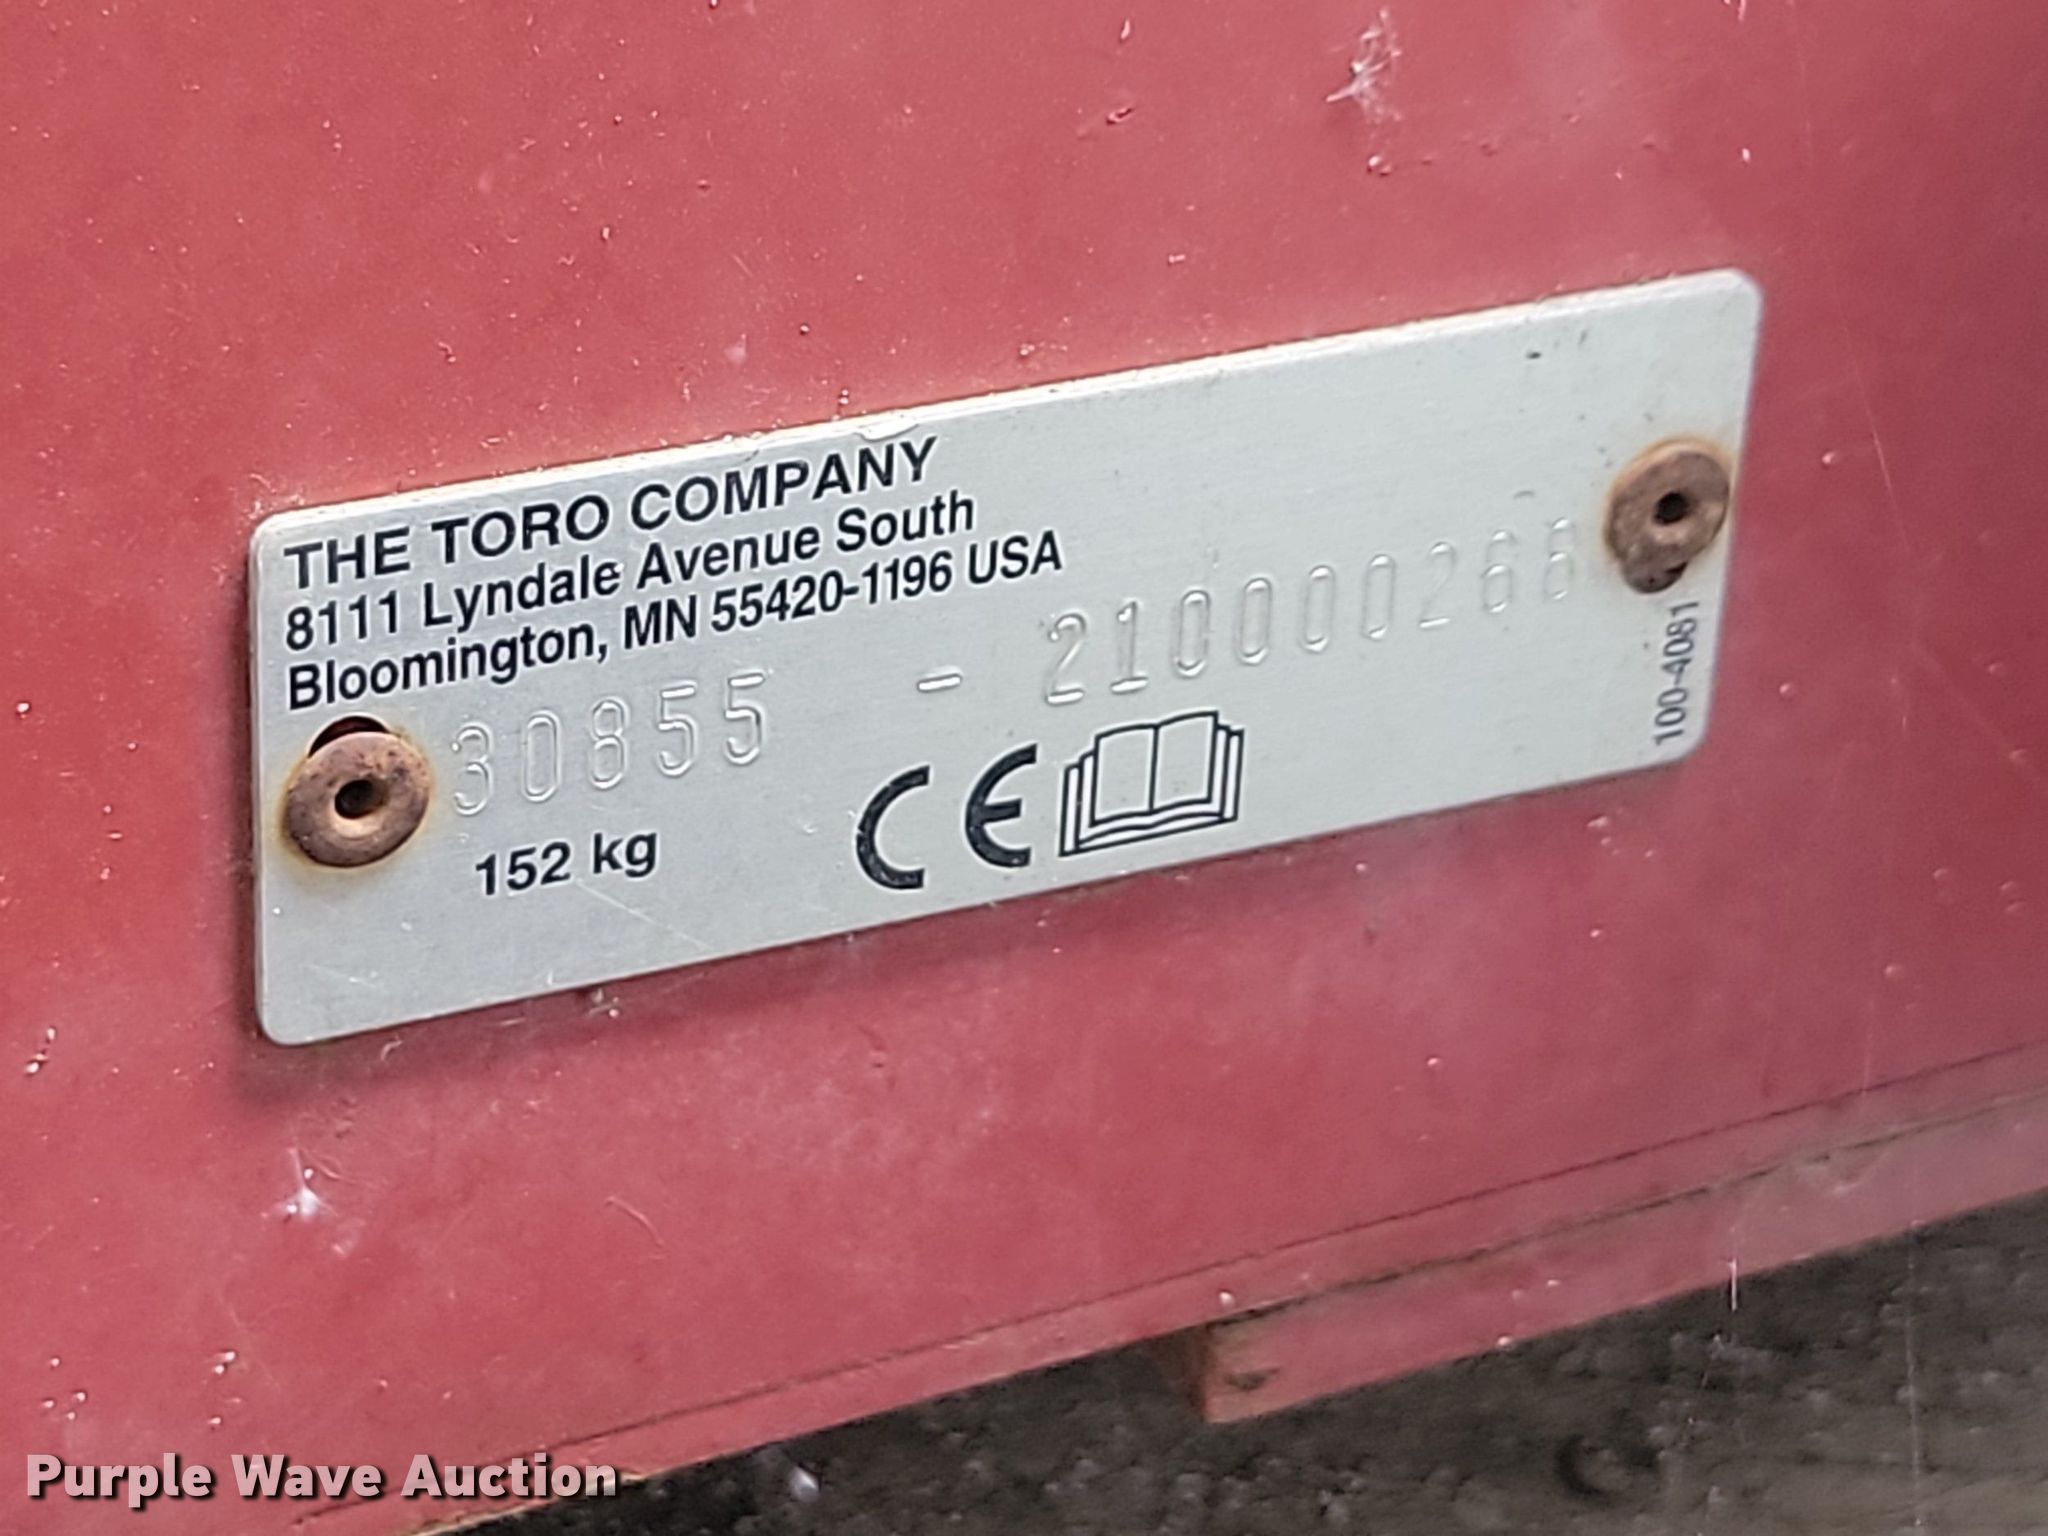 THE TORO COMPANY
8111 Lyndale Avenue South
Bloomington, MN 55420-1196 USA
30855 - 210000266
152 kg
CE
100-4081
Purple Wave Auction